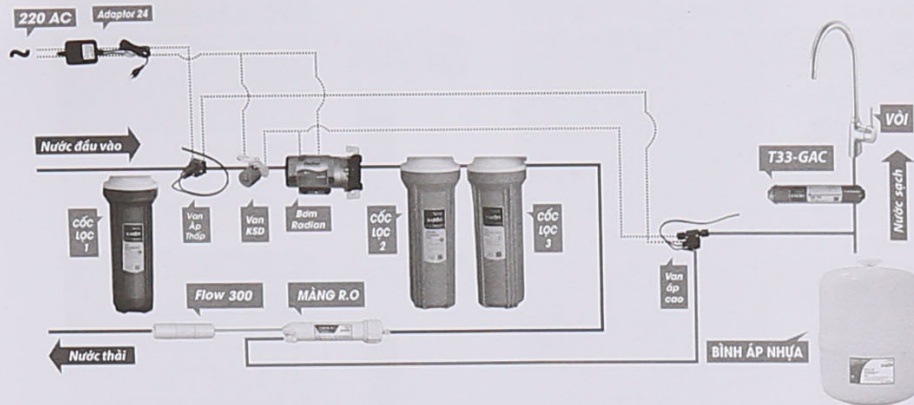 220 AC
Adaptor 24
Nước đầu vào
CỐC
LỌC
1
Van
Áp
Thấp
Van
KSD
Bơm
Radian
CỐC
LỌC
2
CỐC
LỌC
3
T33-GAC
VÒI
Nước sạch
Van
áp
cao
Flow 300
MÀNG R.O
Nước thải
BÌNH ÁP NHỰA